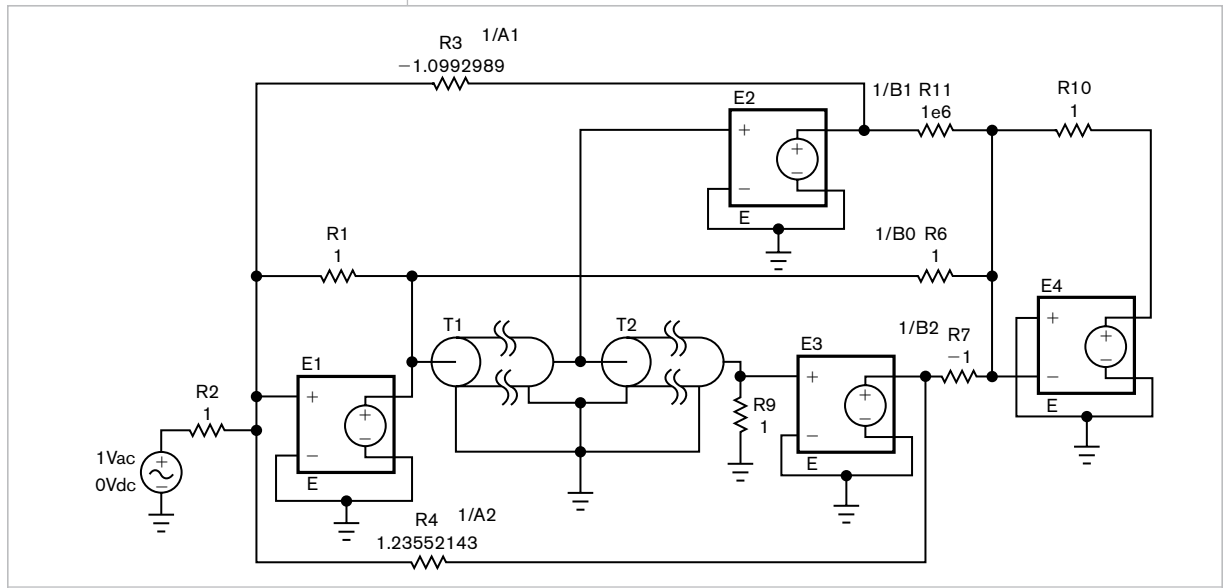 R3 1/A1
−1.0992989
E2
+
−
+
−
E
1/B1 R11
1e6
R10
1
R1
1
1/B0 R6
1
E4
+
−
+
−
E
T1
T2
1/B2 R7
−1
E3
+
−
+
−
E
R9
1
E1
+
−
+
−
E
R2
1
1Vac
0Vdc
+
−
R4 1/A2
1.23552143